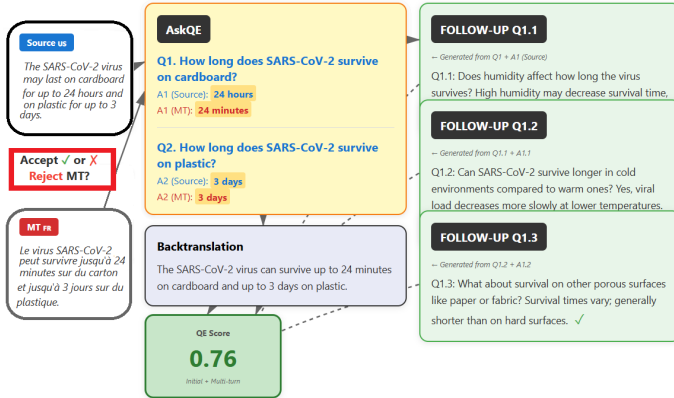 Source us
The SARS-CoV-2 virus
may last on cardboard
for up to 24 hours and
on plastic for up to 3
days.
Accept ✓ or ✗
Reject MT?
MT FR
Le virus SARS-CoV-2
peut survivre jusqu'à 24
minutes sur du carton
et jusqu'à 3 jours sur du
plastique.
AskQE
Q1. How long does SARS-CoV-2 survive
on cardboard?
A1 (Source): 24 hours
A1 (MT): 24 minutes
Q2. How long does SARS-CoV-2 survive
on plastic?
A2 (Source): 3 days
A2 (MT): 3 days
Backtranslation
The SARS-CoV-2 virus can survive up to 24 minutes
on cardboard and up to 3 days on plastic.
QE Score
0.76
Initial + Multi-turn
FOLLOW-UP Q1.1
← Generated from Q1 + A1 (Source)
Q1.1: Does humidity affect how long the virus
survives? High humidity may decrease survival time,
FOLLOW-UP Q1.2
← Generated from Q1.1 + A1.1
Q1.2: Can SARS-CoV-2 survive longer in cold
environments compared to warm ones? Yes, viral
load decreases more slowly at lower temperatures.
FOLLOW-UP Q1.3
← Generated from Q1.2 + A1.2
Q1.3: What about survival on other porous surfaces
like paper or fabric? Survival times vary; generally
shorter than on hard surfaces. ✓